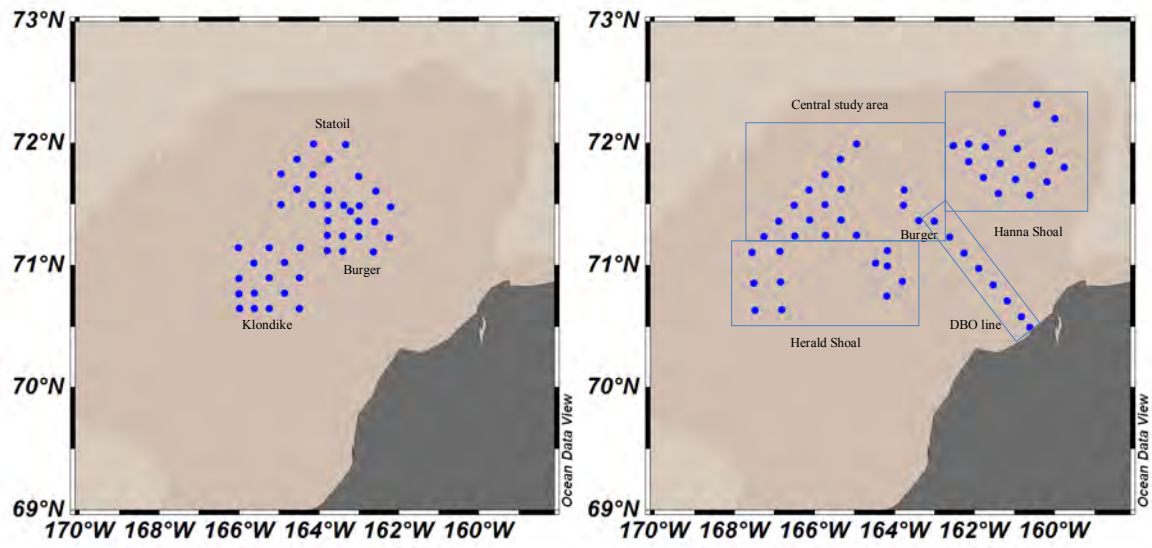 73°N
72°N
71°N
70°N
69°N
170°W
168°W
166°W
164°W
162°W
160°W
Statoil
Burger
Klondike
Ocean Data View
73°N
72°N
71°N
70°N
69°N
170°W
168°W
166°W
164°W
162°W
160°W
Central study area
Burger
Hanna Shoal
DBO line
Herald Shoal
Ocean Data View